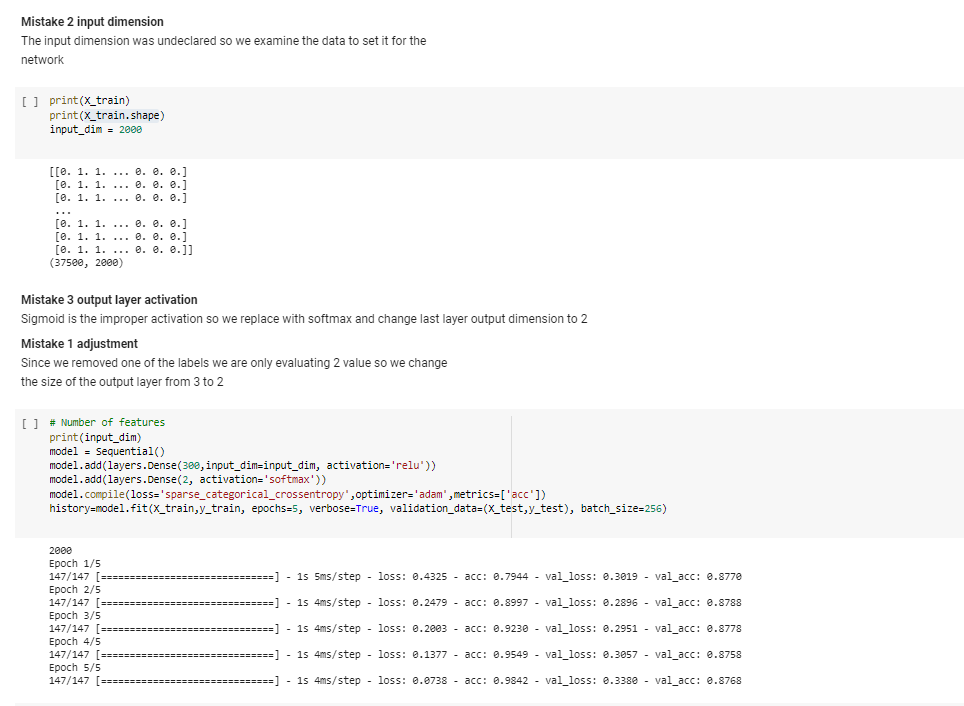 Mistake 2 input dimension
The input dimension was undeclared so we examine the data to set it for the
network
[ ] print(X_train)
print(X_train.shape)
input_dim = 2000
[[0. 1. 1. ... 0. 0. 0.]
[0. 1. 1. ... 0. 0. 0.]
[0. 1. 1. ... 0. 0. 0.]
...
[0. 1. 1. ... 0. 0. 0.]
[0. 1. 1. ... 0. 0. 0.]
[0. 1. 1. ... 0. 0. 0.]]
(37500, 2000)
Mistake 3 output layer activation
Sigmoid is the improper activation so we replace with softmax and change last layer output dimension to 2
Mistake 1 adjustment
Since we removed one of the labels we are only evaluating 2 value so we change
the size of the output layer from 3 to 2
[ ] # Number of features
print(input_dim)
model = Sequential()
model.add(layers.Dense(300,input_dim=input_dim, activation='relu'))
model.add(layers.Dense(2, activation='softmax'))
model.compile(loss='sparse_categorical_crossentropy',optimizer='adam',metrics=['acc'])
history=model.fit(X_train,y_train, epochs=5, verbose=True, validation_data=(X_test,y_test), batch_size=256)
2000
Epoch 1/5
147/147 [==============================] - 1s 5ms/step - loss: 0.4325 - acc: 0.7944 - val_loss: 0.3019 - val_acc: 0.8770
Epoch 2/5
147/147 [==============================] - 1s 4ms/step - loss: 0.2479 - acc: 0.8997 - val_loss: 0.2896 - val_acc: 0.8788
Epoch 3/5
147/147 [==============================] - 1s 4ms/step - loss: 0.2003 - acc: 0.9230 - val_loss: 0.2951 - val_acc: 0.8778
Epoch 4/5
147/147 [==============================] - 1s 4ms/step - loss: 0.1377 - acc: 0.9549 - val_loss: 0.3057 - val_acc: 0.8758
Epoch 5/5
147/147 [==============================] - 1s 4ms/step - loss: 0.0738 - acc: 0.9842 - val_loss: 0.3380 - val_acc: 0.8768